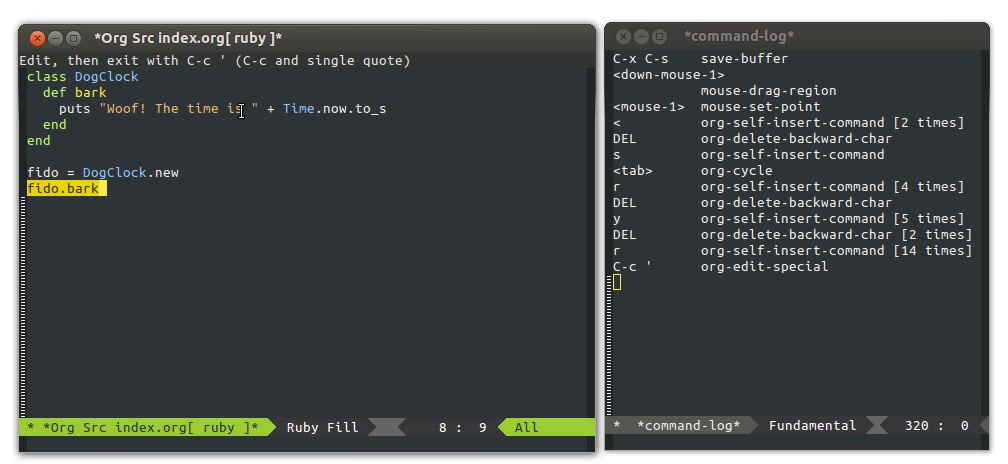 *Org Src index.org[ ruby ]*
Edit, then exit with C-c ' (C-c and single quote)
class DogClock
  def bark
    puts "Woof! The time is " + Time.now.to_s
  end
end

fido = DogClock.new
fido.bark
* *Org Src index.org[ ruby ]* Ruby Fill 8 : 9 All
*command-log*
C-x C-s    save-buffer
<down-mouse-1>
           mouse-drag-region
<mouse-1>  mouse-set-point
<          org-self-insert-command [2 times]
DEL        org-delete-backward-char
s          org-self-insert-command
<tab>      org-cycle
r          org-self-insert-command [4 times]
DEL        org-delete-backward-char
y          org-self-insert-command [5 times]
DEL        org-delete-backward-char [2 times]
r          org-self-insert-command [14 times]
C-c '      org-edit-special
* *command-log* Fundamental 320 : 0